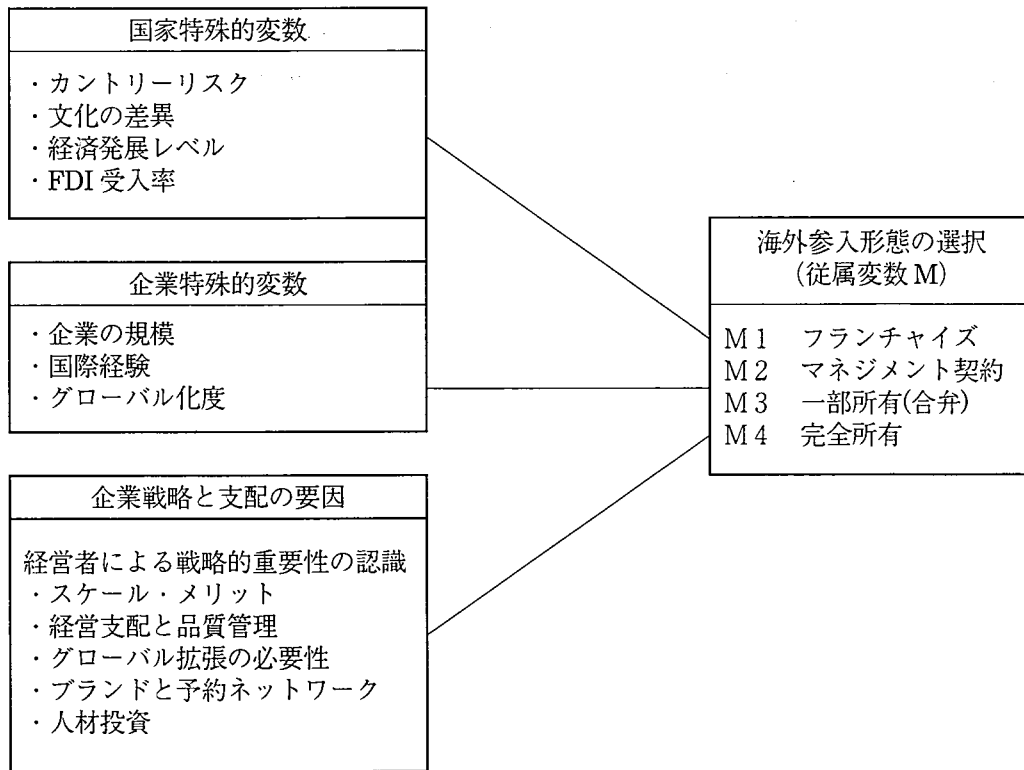 国家特殊的変数
・カントリーリスク
・文化の差異
・経済発展レベル
・FDI 受入率
企業特殊的変数
・企業の規模
・国際経験
・グローバル化度
企業戦略と支配の要因
経営者による戦略的重要性の認識
・スケール・メリット
・経営支配と品質管理
・グローバル拡張の必要性
・ブランドと予約ネットワーク
・人材投資
海外参入形態の選択
(従属変数 M)
M 1 フランチャイズ
M 2 マネジメント契約
M 3 一部所有(合弁)
M 4 完全所有